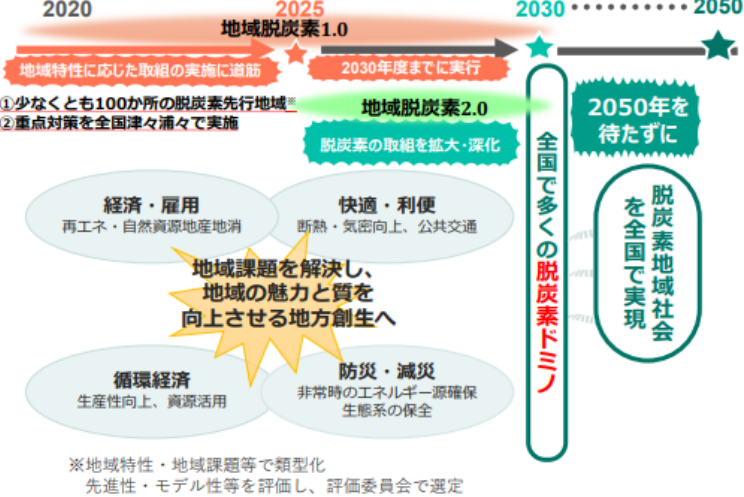 2020
2025
2030
2050
地域脱炭素1.0
地域特性に応じた取組の実施に道筋
2030年度までに実行
①少なくとも100か所の脱炭素先行地域※
②重点対策を全国津々浦々で実施
地域脱炭素2.0
脱炭素の取組を拡大・深化
2050年を
待たずに
全国で多くの脱炭素ドミノ
脱炭素地域社会
を全国で実現
経済・雇用
再エネ・自然資源地産地消
快適・利便
断熱・気密向上、公共交通
地域課題を解決し、
地域の魅力と質を
向上させる地方創生へ
循環経済
生産性向上、資源活用
防災・減災
非常時のエネルギー源確保
生態系の保全
※地域特性・地域課題等で類型化
先進性・モデル性等を評価し、評価委員会で選定